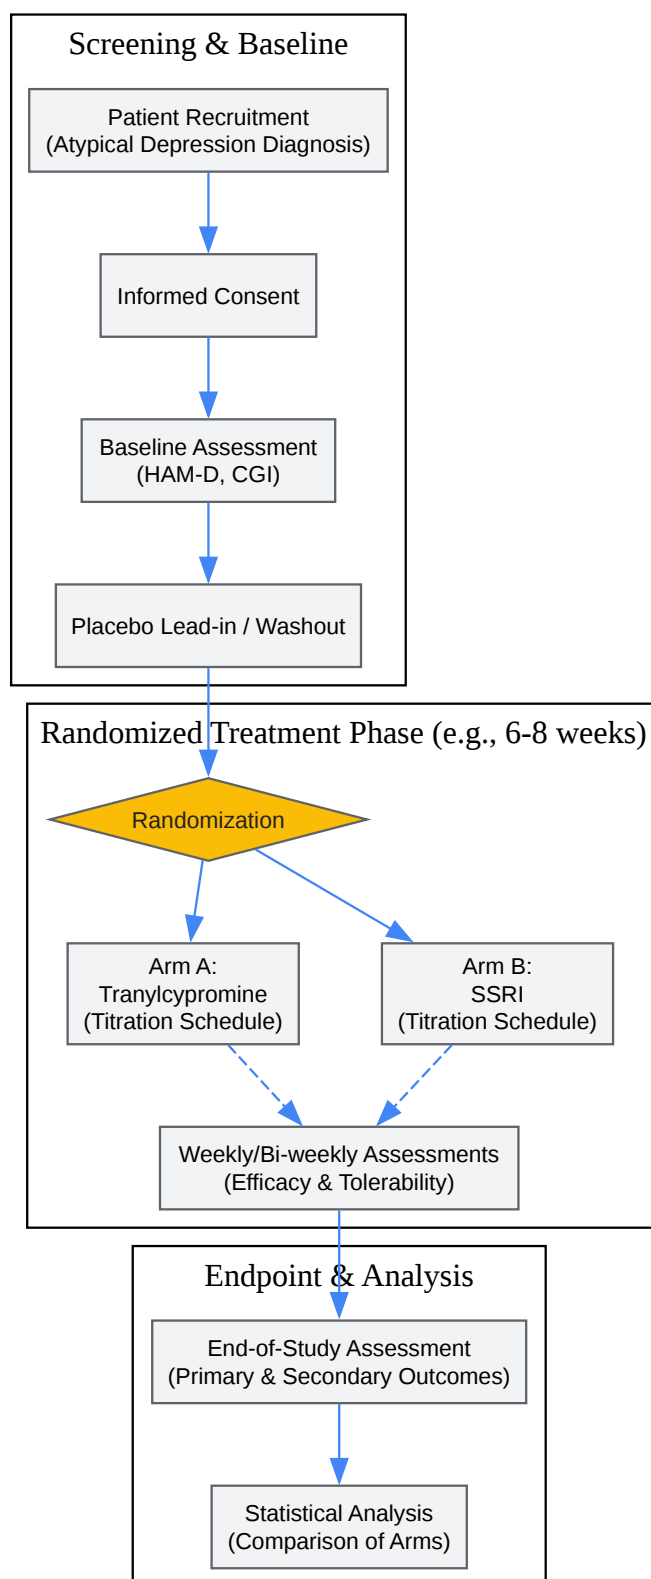 Screening & Baseline
Patient Recruitment
(Atypical Depression Diagnosis)
Informed Consent
Baseline Assessment
(HAM-D, CGI)
Placebo Lead-in / Washout
Randomized Treatment Phase (e.g., 6-8 weeks)
Randomization
Arm A:
Tranylcypromine
(Titration Schedule)
Arm B:
SSRI
(Titration Schedule)
Weekly/Bi-weekly Assessments
(Efficacy & Tolerability)
Endpoint & Analysis
End-of-Study Assessment
(Primary & Secondary Outcomes)
Statistical Analysis
(Comparison of Arms)